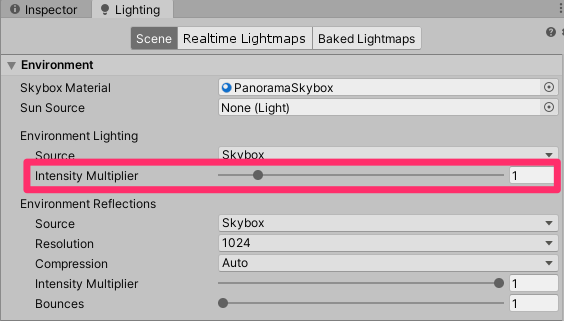 Inspector Lighting
Scene Realtime Lightmaps Baked Lightmaps
Environment
Skybox Material PanoramaSkybox
Sun Source None (Light)
Environment Lighting
Source Skybox
Intensity Multiplier 1
Environment Reflections
Source Skybox
Resolution 1024
Compression Auto
Intensity Multiplier 1
Bounces 1